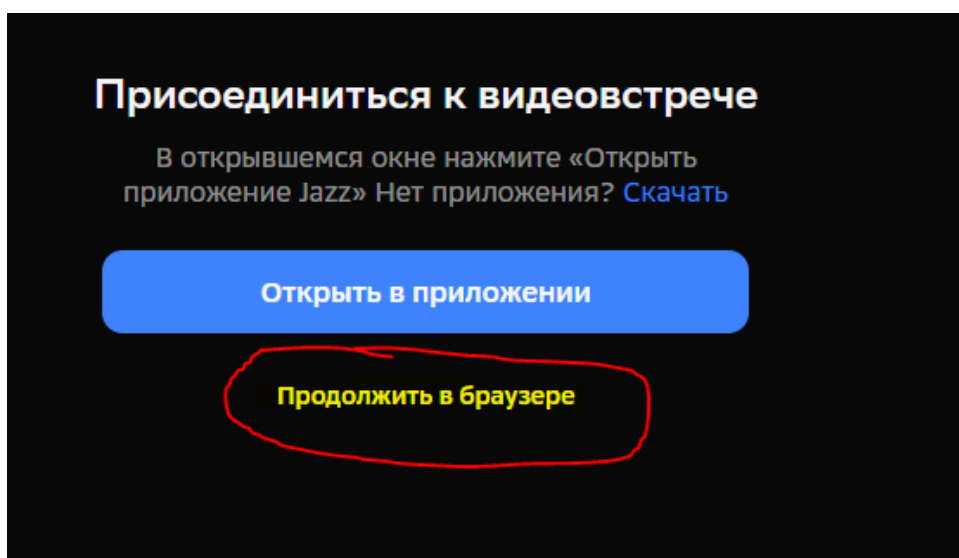 Присоединиться к видеовстрече
В открывшемся окне нажмите «Открыть
приложение Jazz» Нет приложения? Скачать
Открыть в приложении
Продолжить в браузере